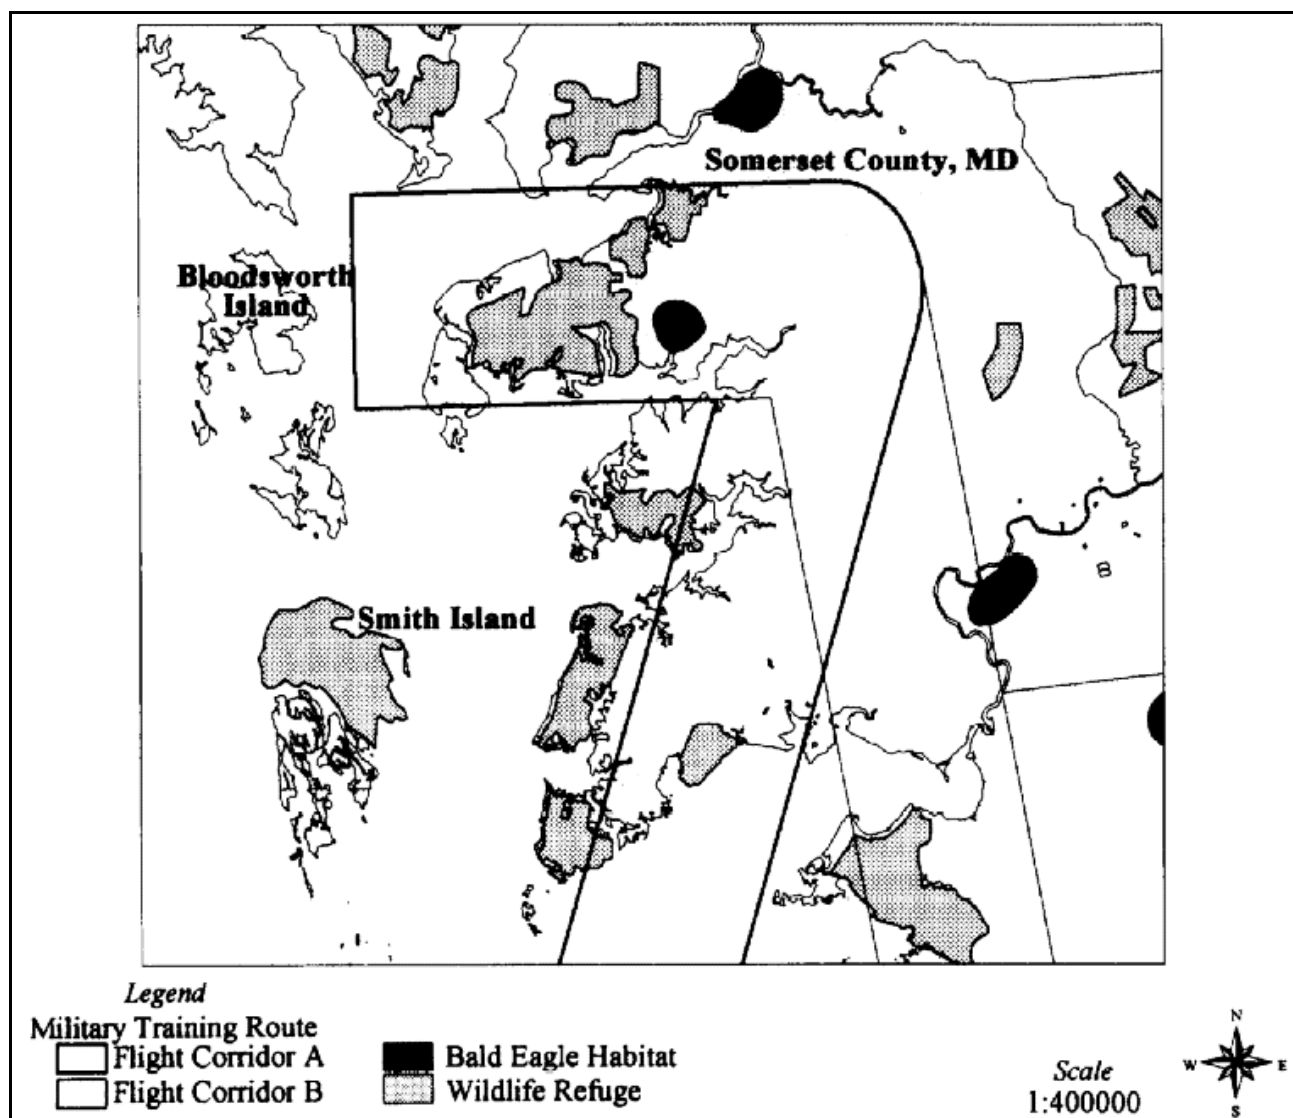 Somerset County, MD
Bloodsworth
Island
Smith Island
Legend
Military Training Route
Flight Corridor A
Flight Corridor B
Bald Eagle Habitat
Wildlife Refuge
Scale
1:400000
N
W E
S